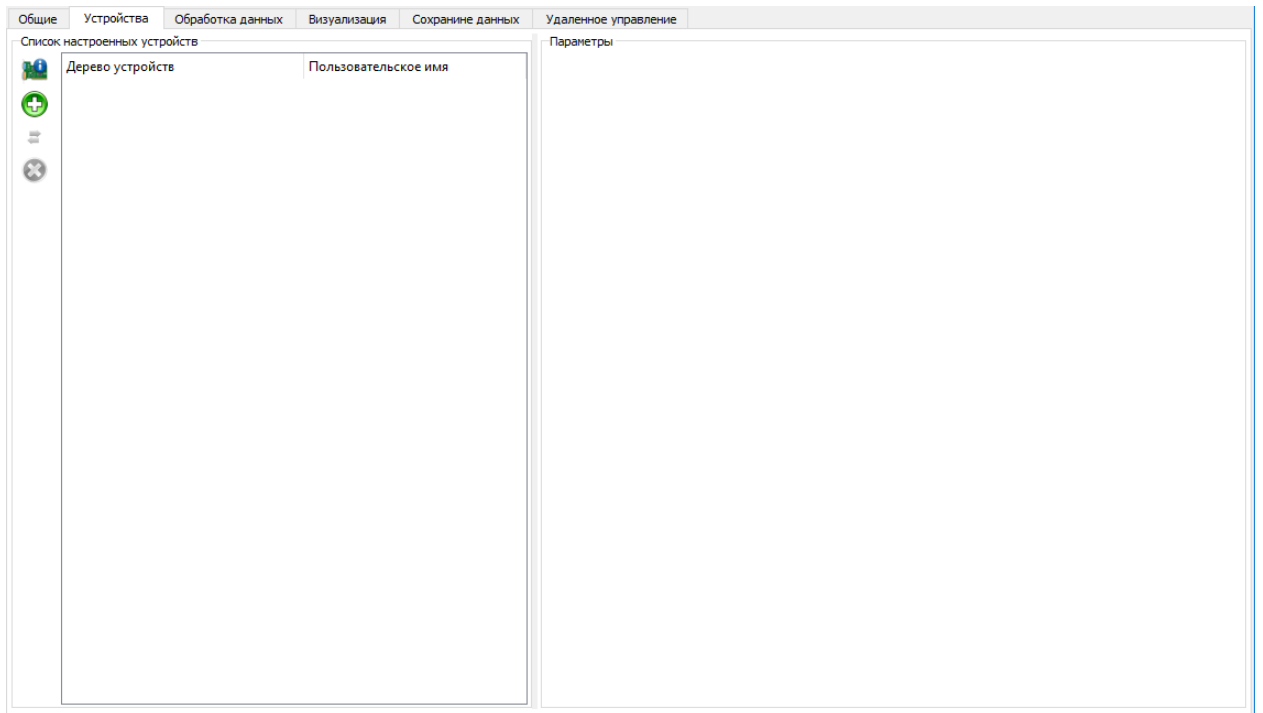 Общие Устройства Обработка данных Визуализация Сохранине данных Удаленное управление
Список настроенных устройств
Параметры
Дерево устройств Пользовательское имя